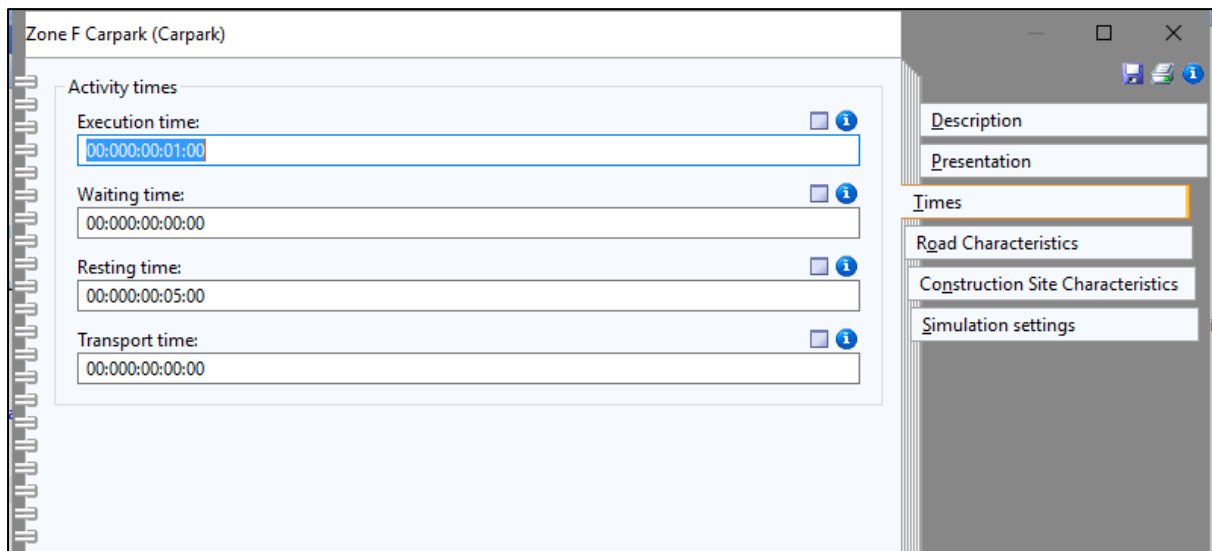 Zone F Carpark (Carpark)
Activity times
Execution time:
00:000:00:01:00
Waiting time:
00:000:00:00:00
Resting time:
00:000:00:05:00
Transport time:
00:000:00:00:00
Description
Presentation
Times
Road Characteristics
Construction Site Characteristics
Simulation settings